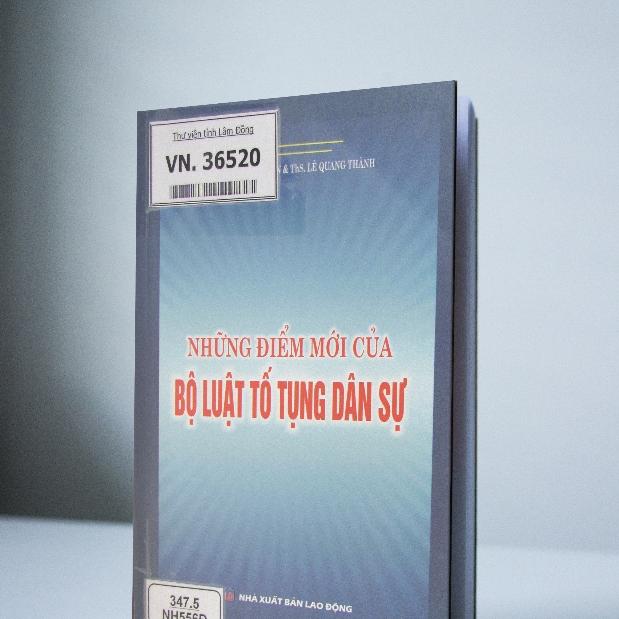 Thư viện tỉnh Lâm Đồng
VN. 36520
& ThS. LÊ QUANG THÀNH
NHỮNG ĐIỂM MỚI CỦA
BỘ LUẬT TỐ TỤNG DÂN SỰ
NHÀ XUẤT BẢN LAO ĐỘNG
347.5
NH556Đ